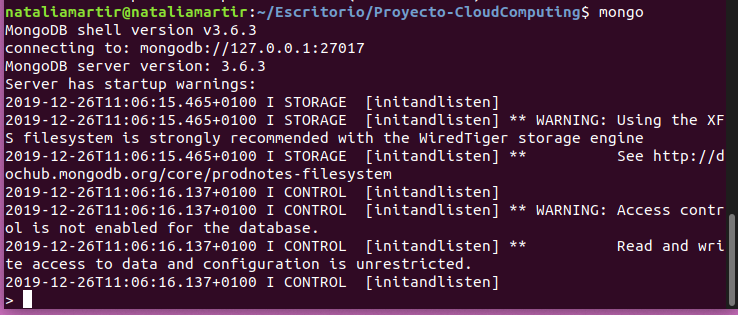 nataliamartir@nataliamartir:~/Escritorio/Proyecto-CloudComputing$ mongo
MongoDB shell version v3.6.3
connecting to: mongodb://127.0.0.1:27017
MongoDB server version: 3.6.3
Server has startup warnings:
2019-12-26T11:06:15.465+0100 I STORAGE  [initandlisten]
2019-12-26T11:06:15.465+0100 I STORAGE  [initandlisten] ** WARNING: Using the XF
S filesystem is strongly recommended with the WiredTiger storage engine
2019-12-26T11:06:15.465+0100 I STORAGE  [initandlisten] **          See http://d
ochub.mongodb.org/core/prodnotes-filesystem
2019-12-26T11:06:16.137+0100 I CONTROL  [initandlisten]
2019-12-26T11:06:16.137+0100 I CONTROL  [initandlisten] ** WARNING: Access contr
ol is not enabled for the database.
2019-12-26T11:06:16.137+0100 I CONTROL  [initandlisten] **          Read and wri
te access to data and configuration is unrestricted.
2019-12-26T11:06:16.137+0100 I CONTROL  [initandlisten]
>